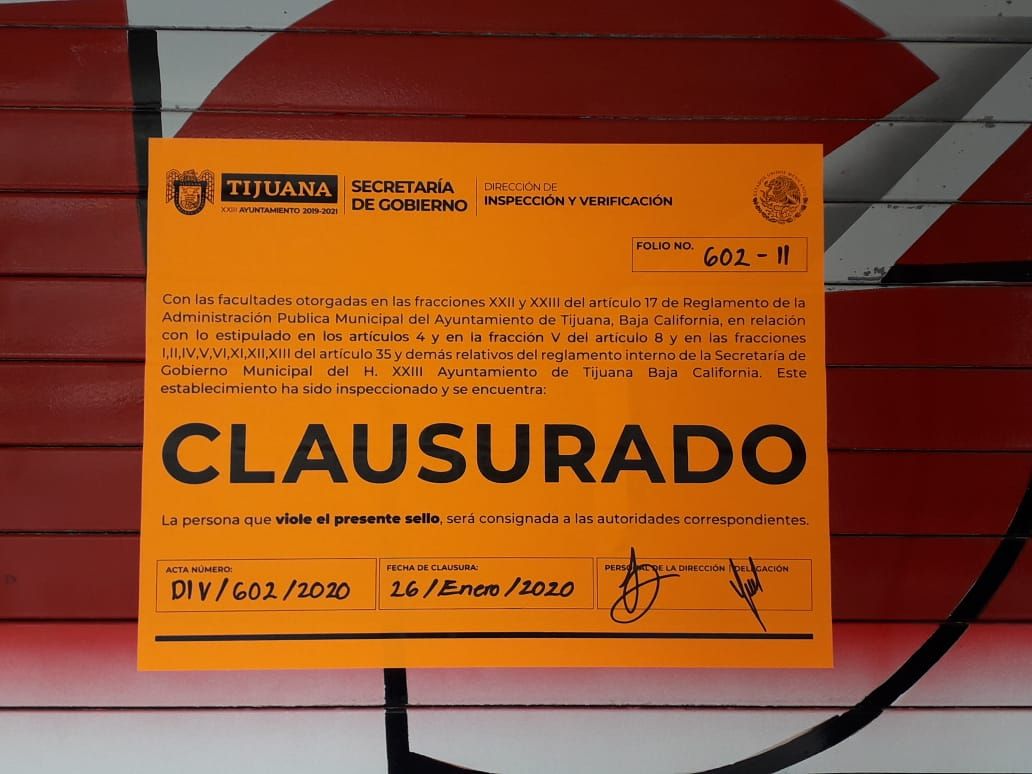 TIJUANA
XXIII AYUNTAMIENTO 2019-2021
SECRETARÍA
DE GOBIERNO
DIRECCIÓN DE
INSPECCIÓN Y VERIFICACIÓN
FOLIO NO. 602-11
Con las facultades otorgadas en las fracciones XXII y XXIII del artículo 17 de Reglamento de la
Administración Publica Municipal del Ayuntamiento de Tijuana, Baja California, en relación
con lo estipulado en los artículos 4 y en la fracción V del artículo 8 y en las fracciones
I,II,IV,V,VI,XI,XII,XIII del artículo 35 y demás relativos del reglamento interno de la Secretaría de
Gobierno Municipal del H. XXIII Ayuntamiento de Tijuana Baja California. Este
establecimiento ha sido inspeccionado y se encuentra:
CLAUSURADO
La persona que viole el presente sello, será consignada a las autoridades correspondientes.
ACTA NÚMERO:
DIV/602/2020
FECHA DE CLAUSURA:
26/Enero/2020
PERSONAL DE LA DIRECCIÓN | DELEGACIÓN